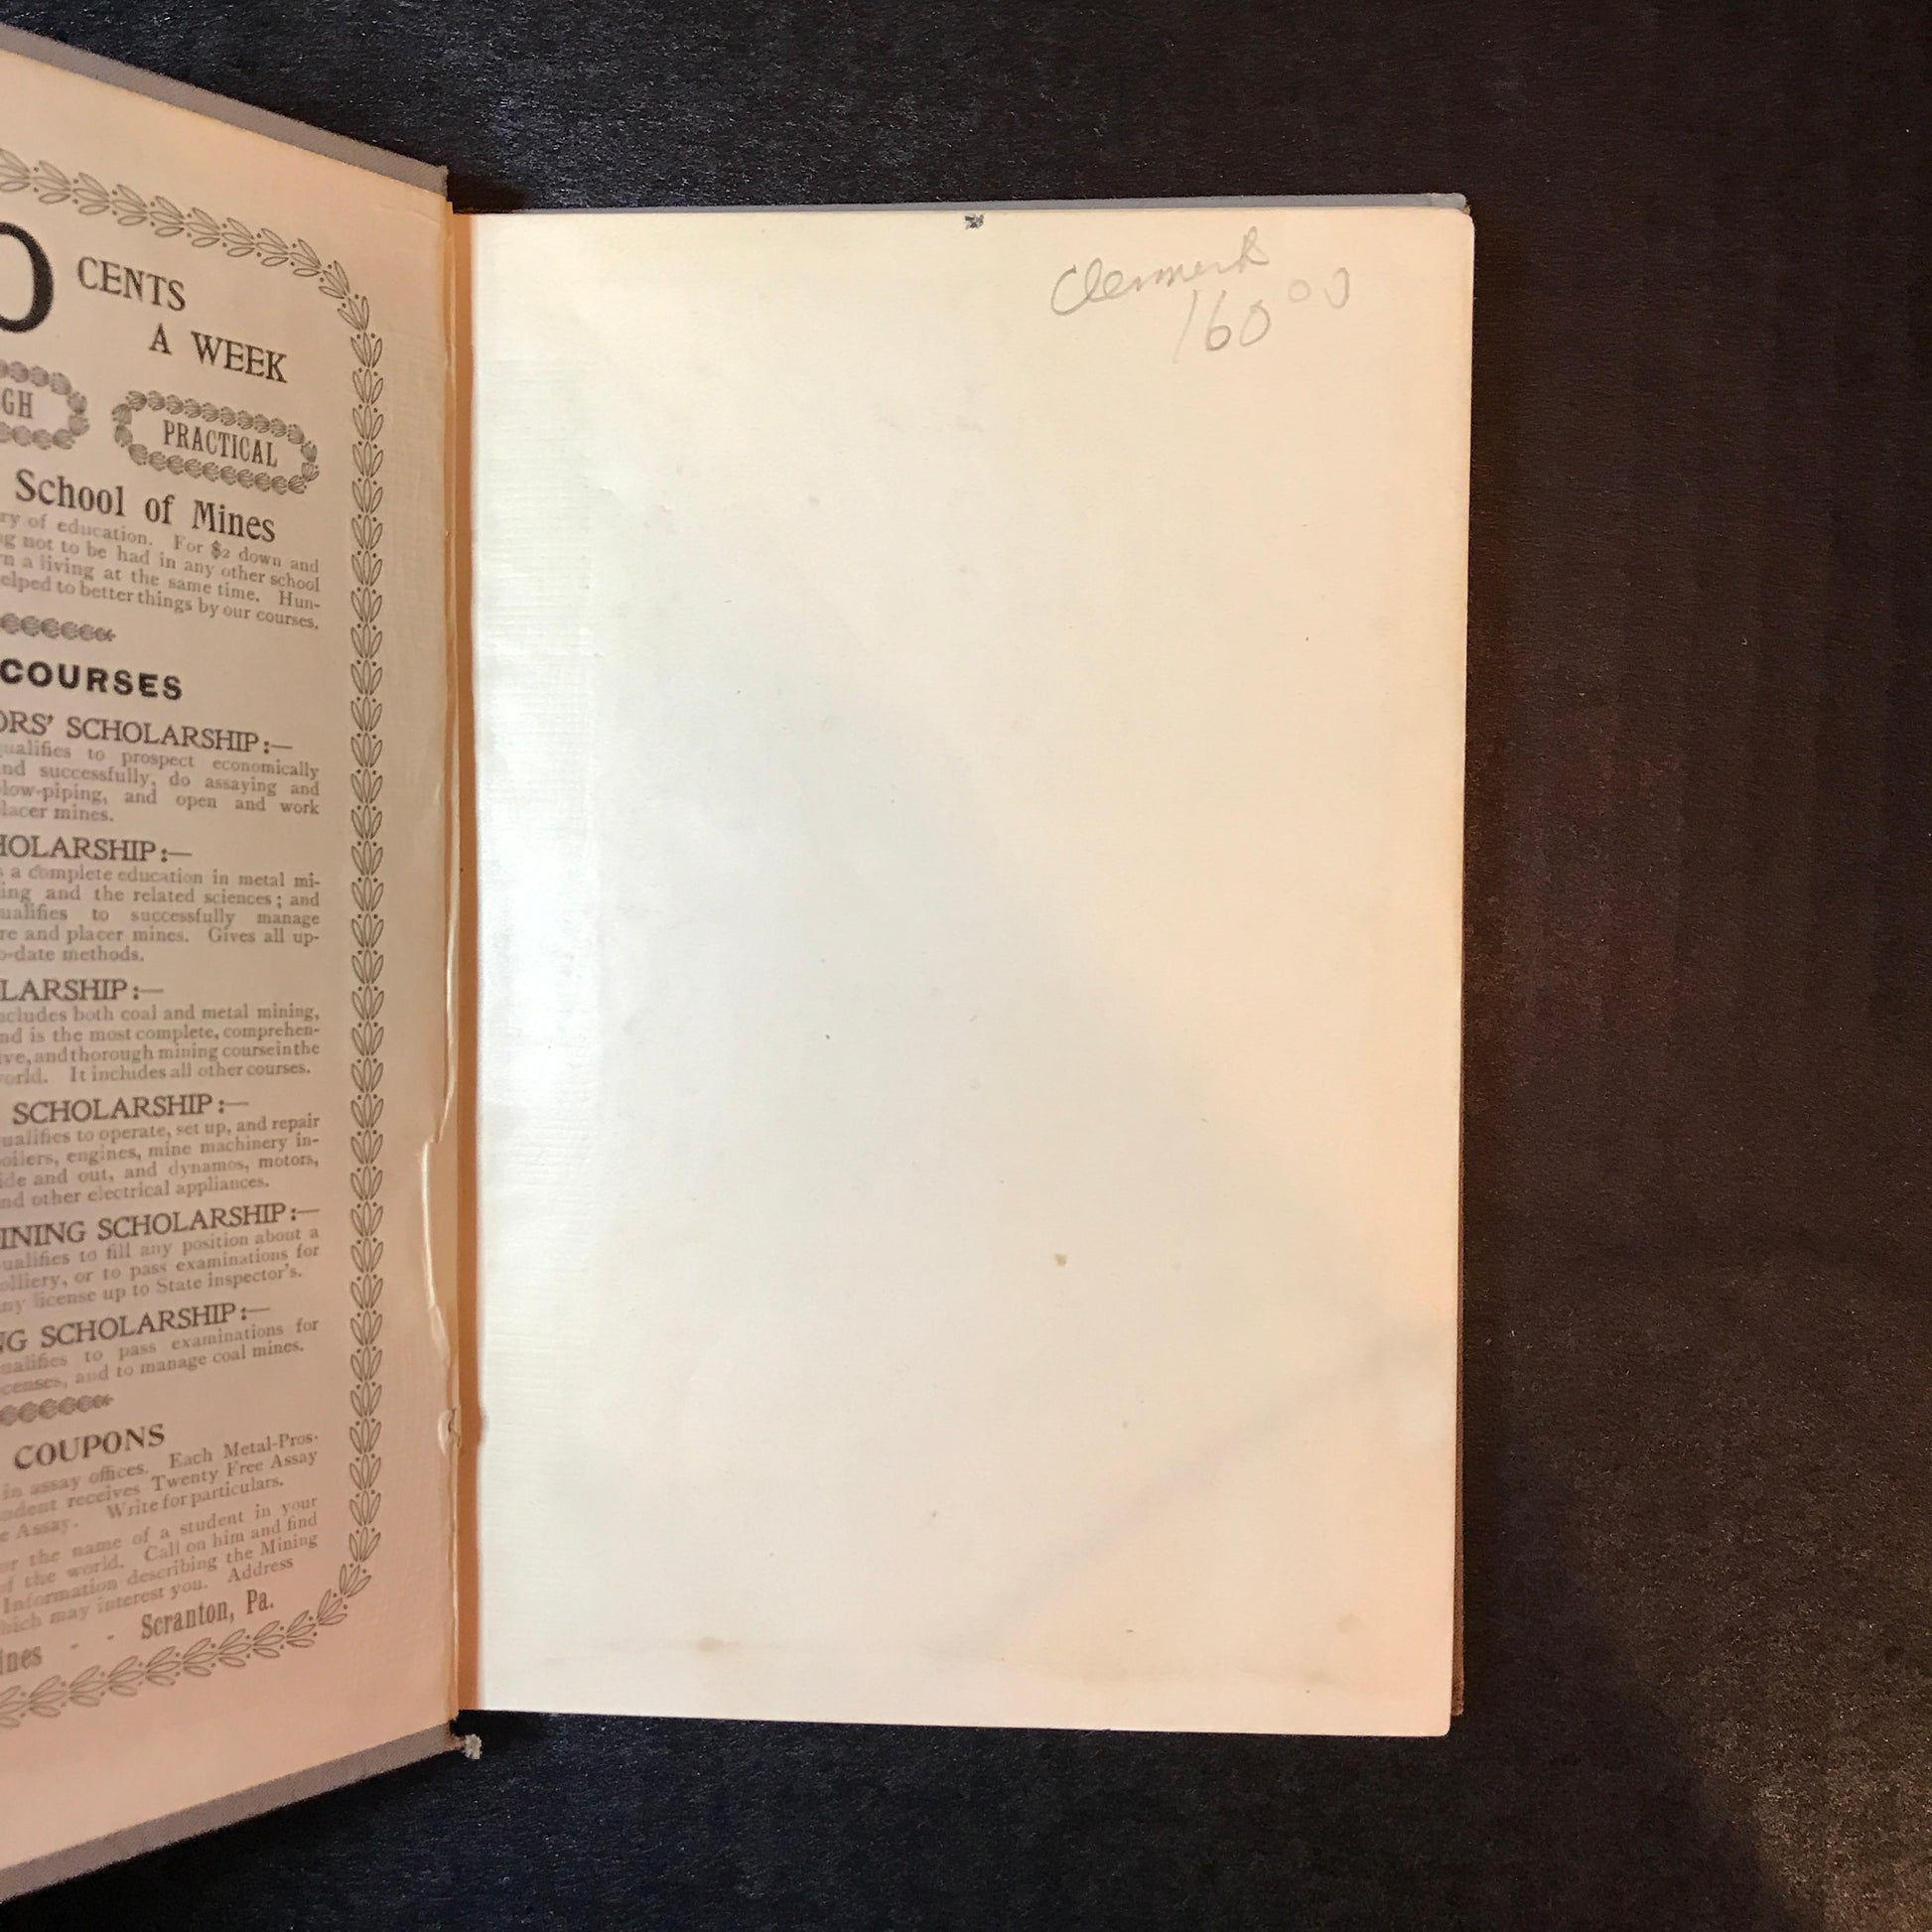 CENTS
A WEEK
GH
PRACTICAL
School of Mines
ry of education. For $2 down and
g not to be had in any other school
n a living at the same time. Hun-
elped to better things by our courses.
COURSES
ORS' SCHOLARSHIP:—
ualifies to prospect economically
nd successfully, do assaying and
low-piping, and open and work
lacer mines.
HOLARSHIP:—
s a complete education in metal mi-
ing and the related sciences; and
ualifies to successfully manage
re and placer mines. Gives all up-
o-date methods.
LARSHIP:—
ncludes both coal and metal mining,
nd is the most complete, comprehen-
ive, and thorough mining course in the
orld. It includes all other courses.
SCHOLARSHIP:—
ualifies to operate, set up, and repair
oilers, engines, mine machinery in-
ide and out, and dynamos, motors,
nd other electrical appliances.
INING SCHOLARSHIP:—
ualifies to fill any position about a
olliery, or to pass examinations for
ny license up to State inspector's.
NG SCHOLARSHIP:—
ualifies to pass examinations for
icenses, and to manage coal mines.
COUPONS
in assay offices. Each Metal-Pros-
udent receives Twenty Free Assay
e Assay. Write for particulars.
or the name of a student in your
of the world. Call on him and find
Information describing the Mining
hich may interest you. Address
ines - - Scranton, Pa.
160 00